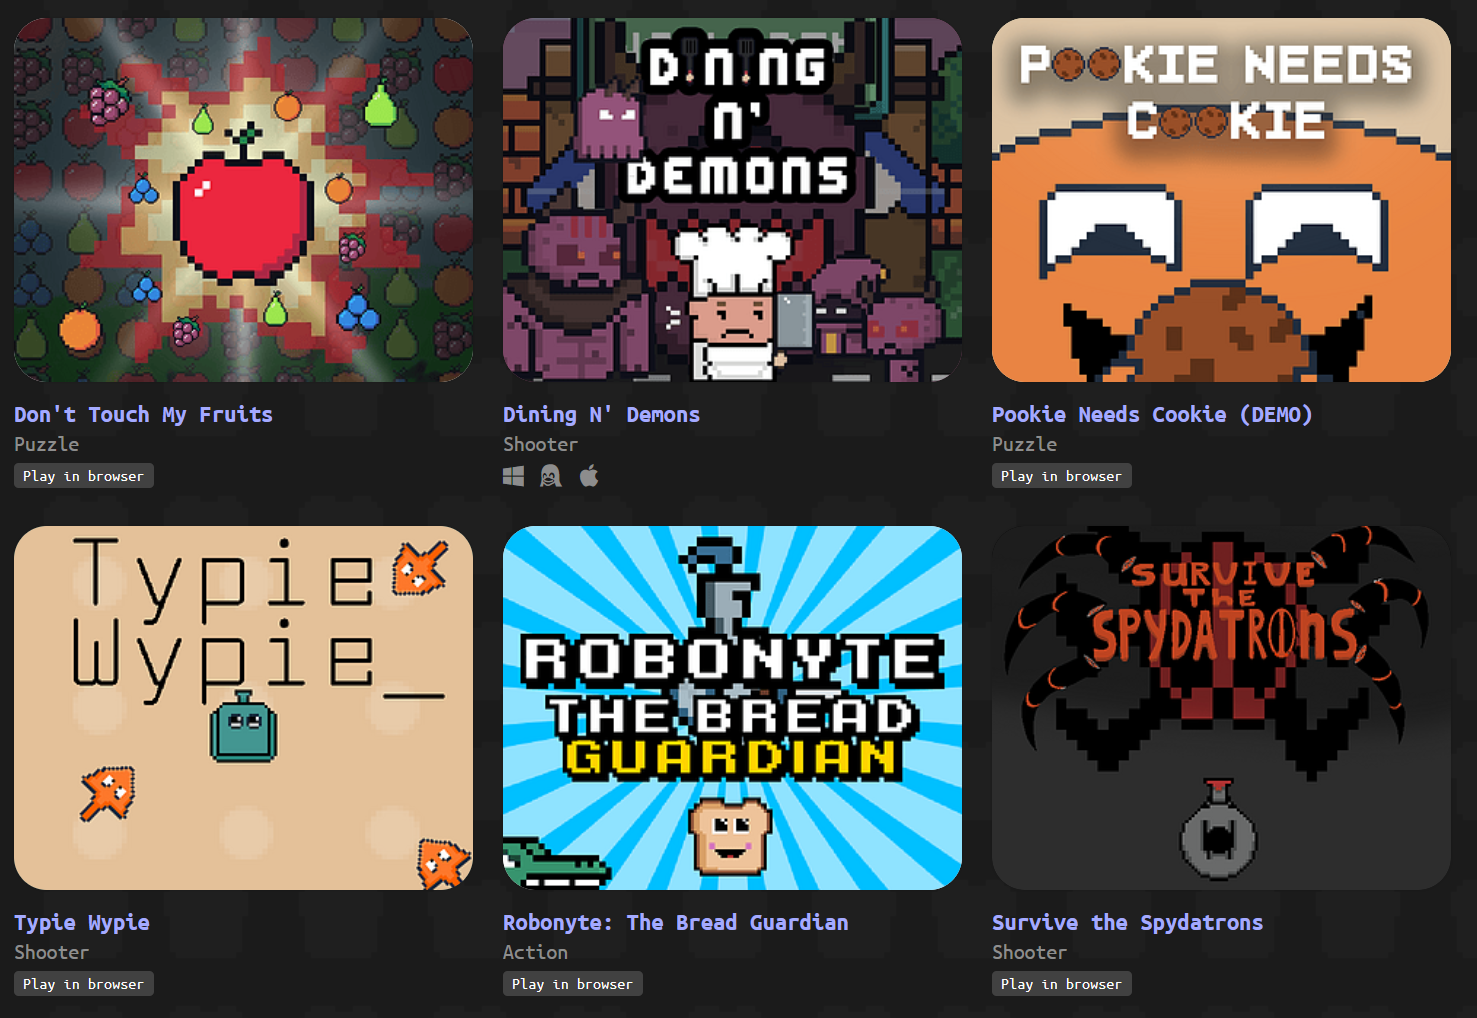 DINING
N'
DEMONS
POOKIE NEEDS
COOKIE
Don't Touch My Fruits
Puzzle
Play in browser
Dining N' Demons
Shooter
Pookie Needs Cookie (DEMO)
Puzzle
Play in browser
Typie
Wypie_
ROBONYTE
THE BREAD
GUARDIAN
SURVIVE
THE
SPYDATRONS
Typie Wypie
Shooter
Play in browser
Robonyte: The Bread Guardian
Action
Play in browser
Survive the Spydatrons
Shooter
Play in browser